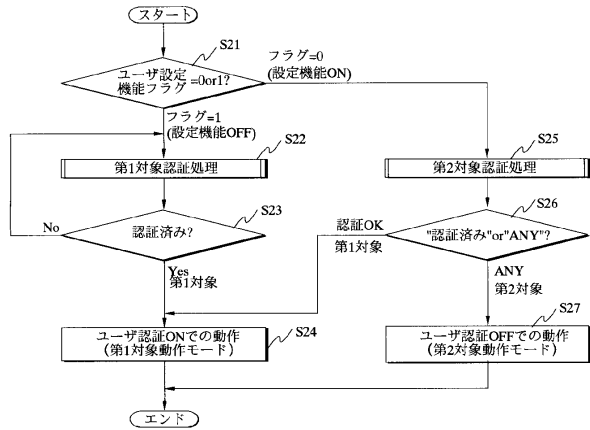 スタート
S21
ユーザ設定
機能フラグ
=0or1?
フラグ=0
(設定機能ON)
フラグ=1
(設定機能OFF)
S22
第1対象認証処理
S25
第2対象認証処理
S23
認証済み?
No
Yes
第1対象
S26
"認証済み"or"ANY"?
認証OK
第1対象
ANY
第2対象
S24
ユーザ認証ONでの動作
(第1対象動作モード)
S27
ユーザ認証OFFでの動作
(第2対象動作モード)
エンド